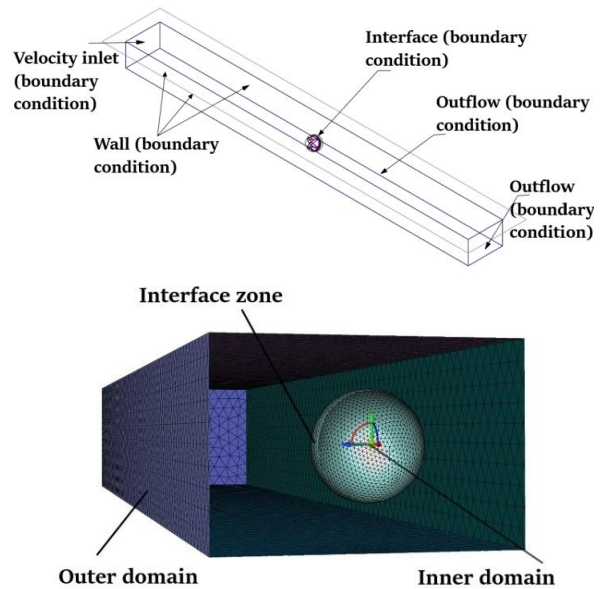 Velocity inlet
(boundary
condition)
Wall (boundary
condition)
Interface (boundary
condition)
Outflow (boundary
condition)
Outflow
(boundary
condition)
Interface zone
Outer domain
Inner domain